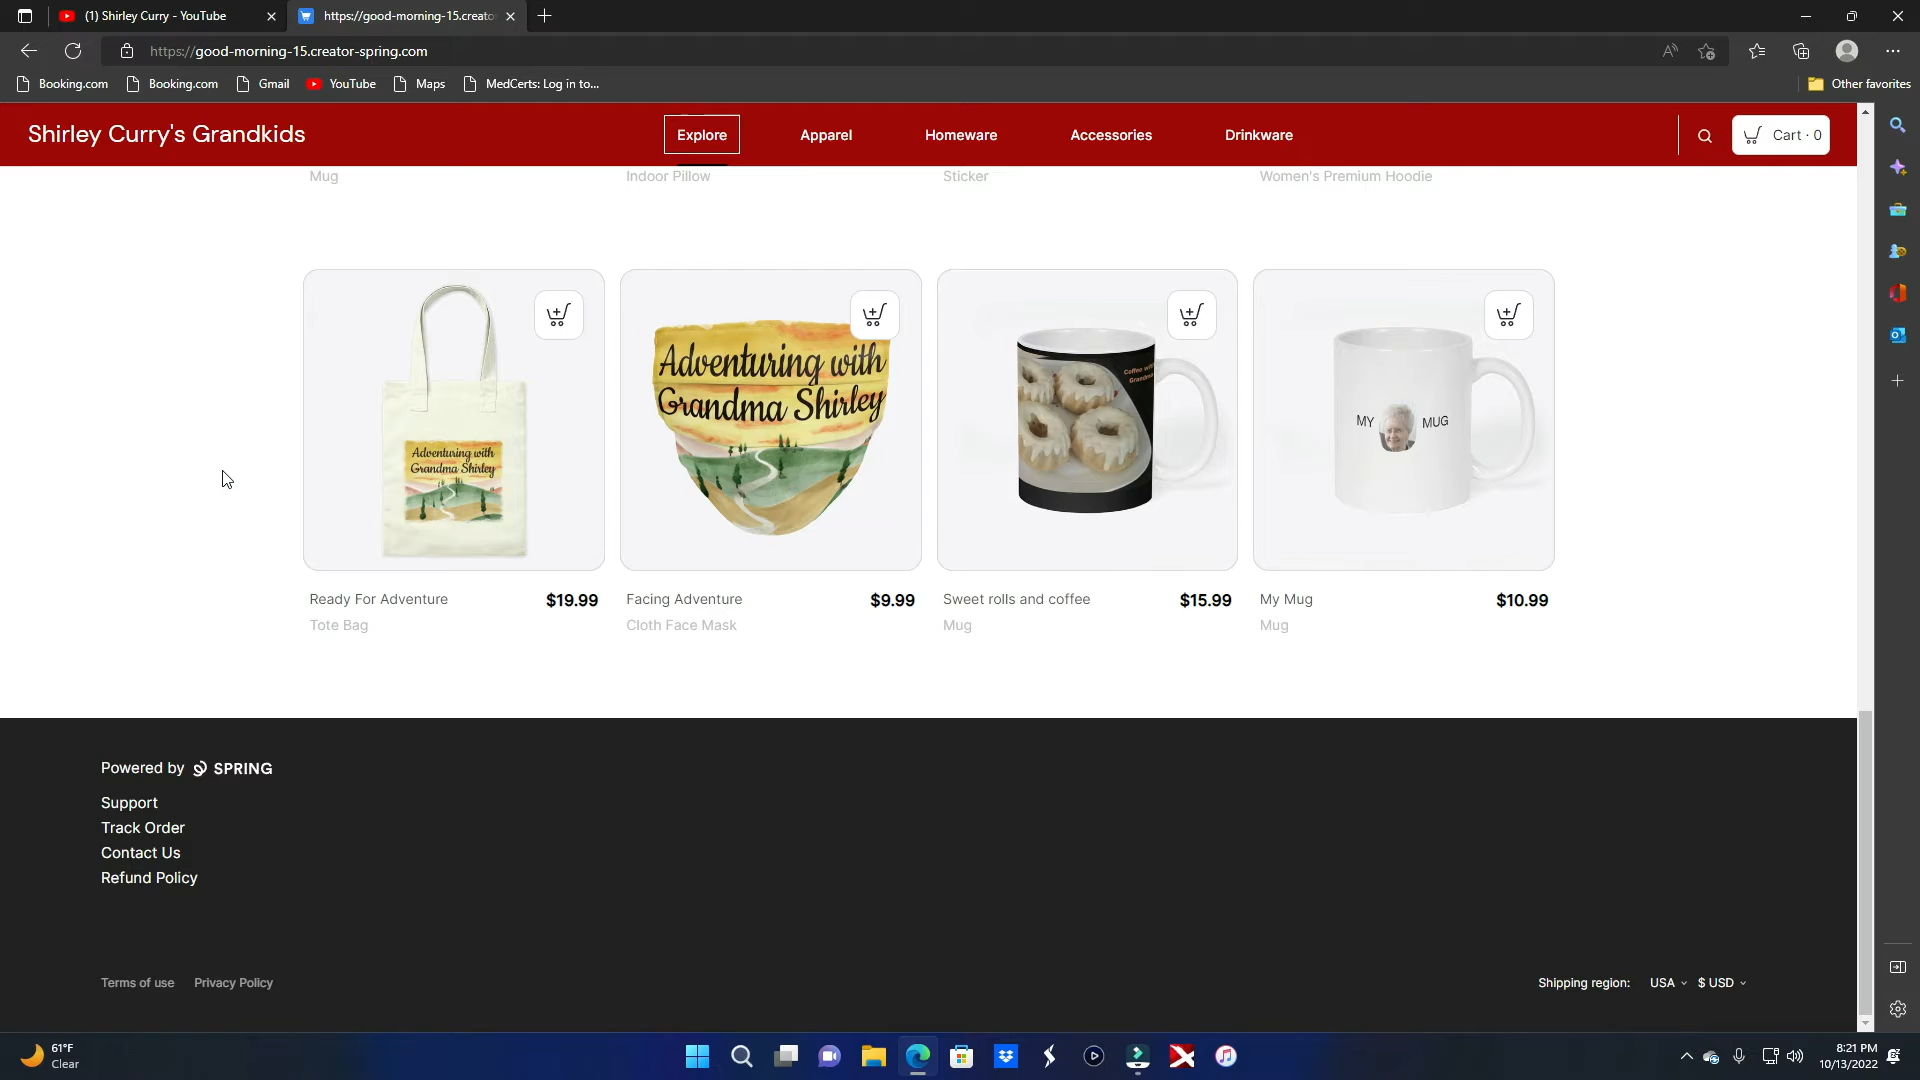 (1) Shirley Curry - YouTube
https://good-morning-15.creato
https://good-morning-15.creator-spring.com
Booking.com
Booking.com
Gmail
YouTube
Maps
MedCerts: Log in to...
Other favorites
Shirley Curry's Grandkids
Explore
Apparel
Homeware
Accessories
Drinkware
Cart · 0
Mug
Indoor Pillow
Sticker
Women's Premium Hoodie
Adventuring with
Grandma Shirley
Adventuring with
Grandma Shirley
Coffee with
Grandma
MY MUG
Ready For Adventure
$19.99
Tote Bag
Facing Adventure
$9.99
Cloth Face Mask
Sweet rolls and coffee
$15.99
Mug
My Mug
$10.99
Mug
Powered by SPRING
Support
Track Order
Contact Us
Refund Policy
Terms of use
Privacy Policy
Shipping region:
USA
$ USD
61°F
Clear
8:21 PM
10/13/2022